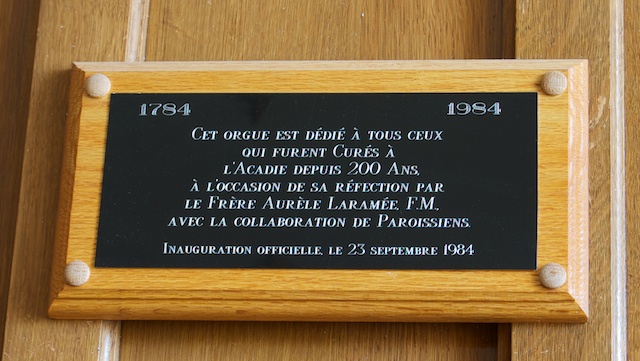 1784 1984
Cet orgue est dédié à tous ceux
qui furent Curés à
l'Acadie depuis 200 Ans,
à l'occasion de sa réfection par
le Frère Aurèle Laramée, F.M.,
avec la collaboration de Paroissiens.
Inauguration officielle, le 23 septembre 1984